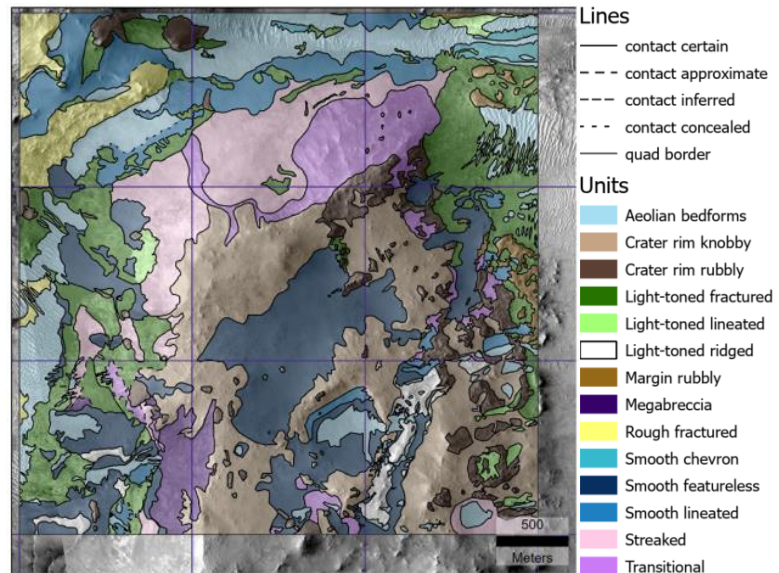 Lines
contact certain
contact approximate
contact inferred
contact concealed
quad border
Units
Aeolian bedforms
Crater rim knobby
Crater rim rubbly
Light-toned fractured
Light-toned lineated
Light-toned ridged
Margin rubbly
Megabreccia
Rough fractured
Smooth chevron
Smooth featureless
Smooth lineated
Streaked
Transitional
500
Meters